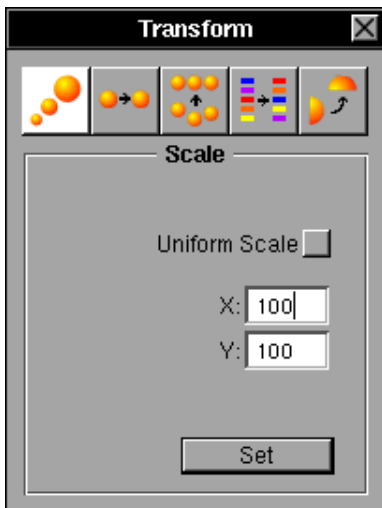 Transform
Scale
Uniform Scale
X: 100
Y: 100
Set